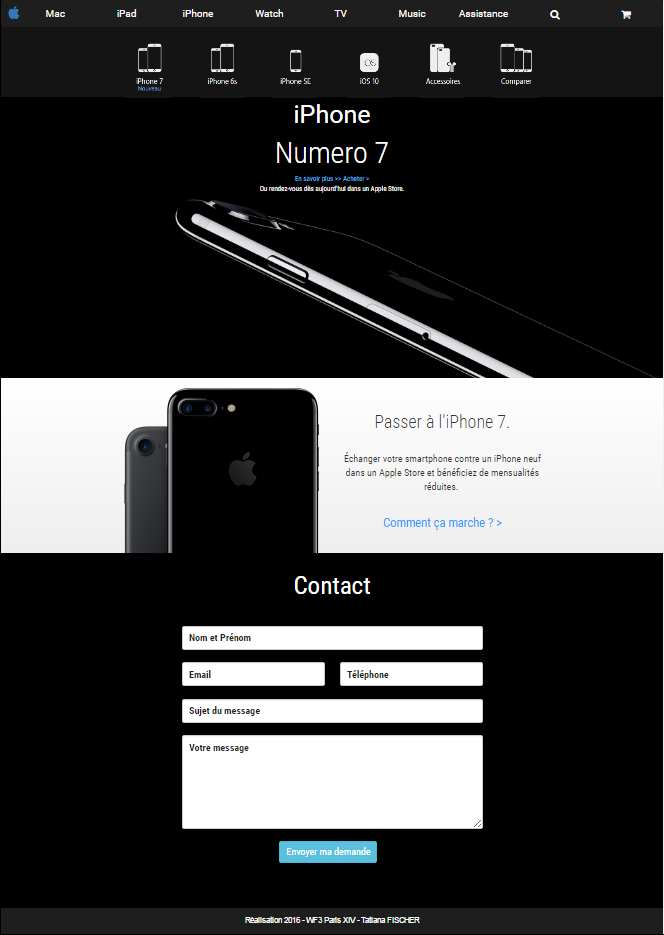 Mac iPad iPhone Watch TV Music Assistance
iOS
iPhone 7 iPhone 6s iPhone SE iOS 10 Accessoires Comparer
Nouveau
iPhone
Numero 7
En savoir plus >> Acheter >
Ou rendez-vous dès aujourd'hui dans un Apple Store.
Passer à l'iPhone 7.
Échanger votre smartphone contre un iPhone neuf
dans un Apple Store et bénéficiez de mensualités
réduites.
Comment ça marche ? >
Contact
Nom et Prénom
Email Téléphone
Sujet du message
Votre message
Envoyer ma demande
Réalisation 2016 - WF3 Paris XIV - Tatiana FISCHER